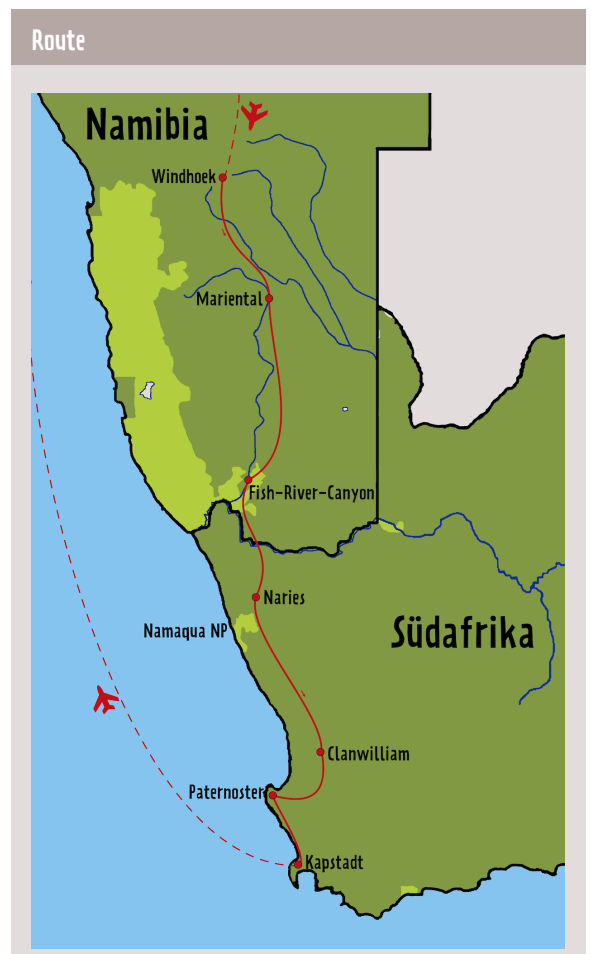 Route
Namibia
Windhoek
Mariental
Fish-River-Canyon
Naries
Namaqua NP
Südafrika
Clanwilliam
Paternoster
Kapstadt